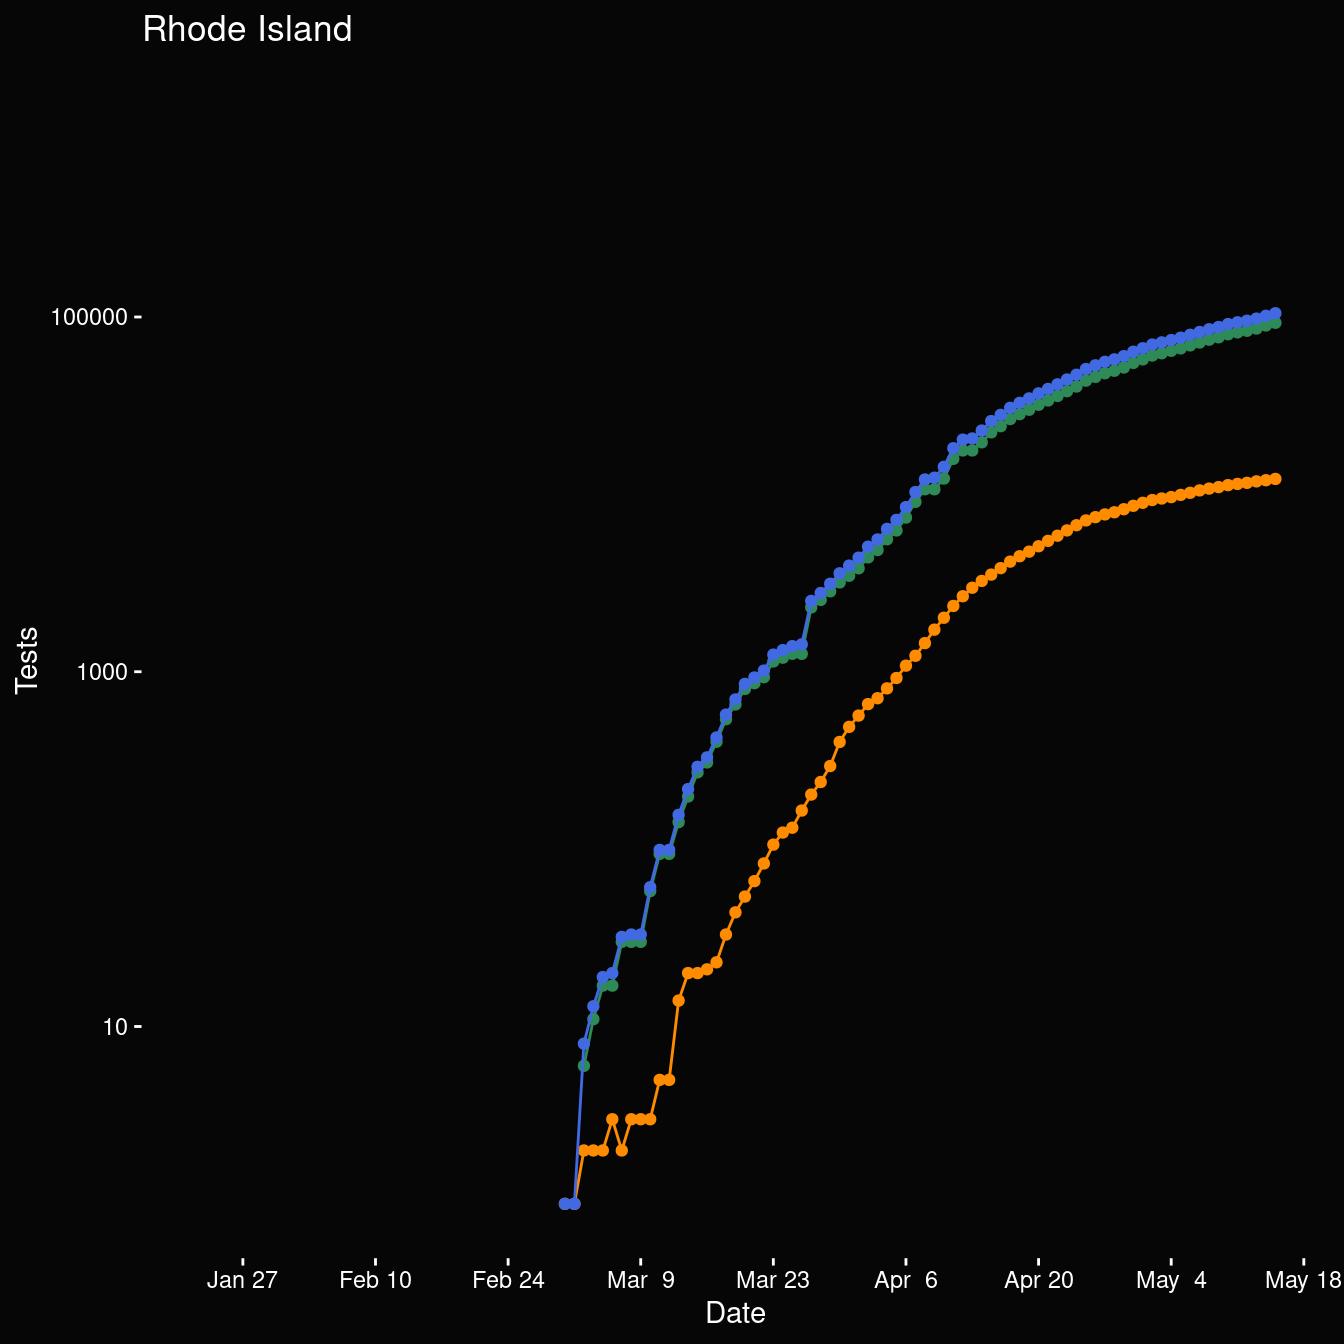 Rhode Island
100000
1000
10
Tests
Jan 27
Feb 10
Feb 24
Mar  9
Mar 23
Apr  6
Apr 20
May  4
May 18
Date